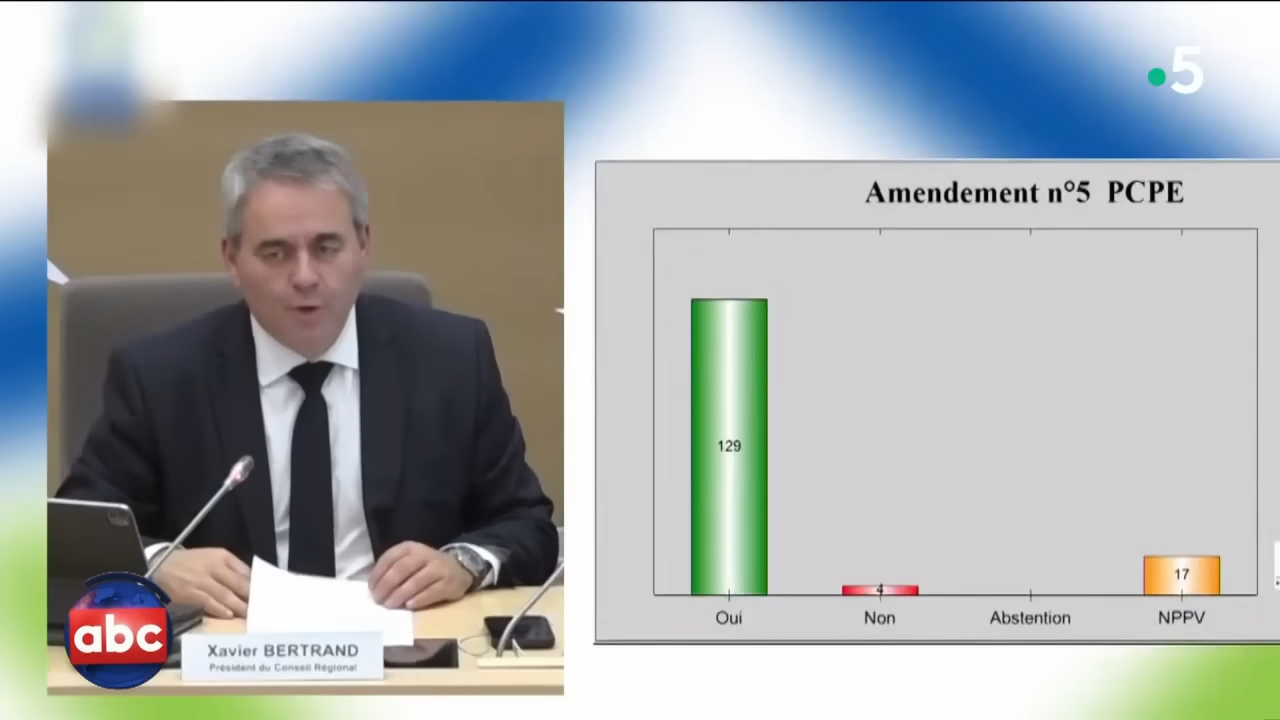 5
Amendement n°5 PCPE
129
4
17
Oui Non Abstention NPPV
abc
Xavier BERTRAND
Président du Conseil Régional